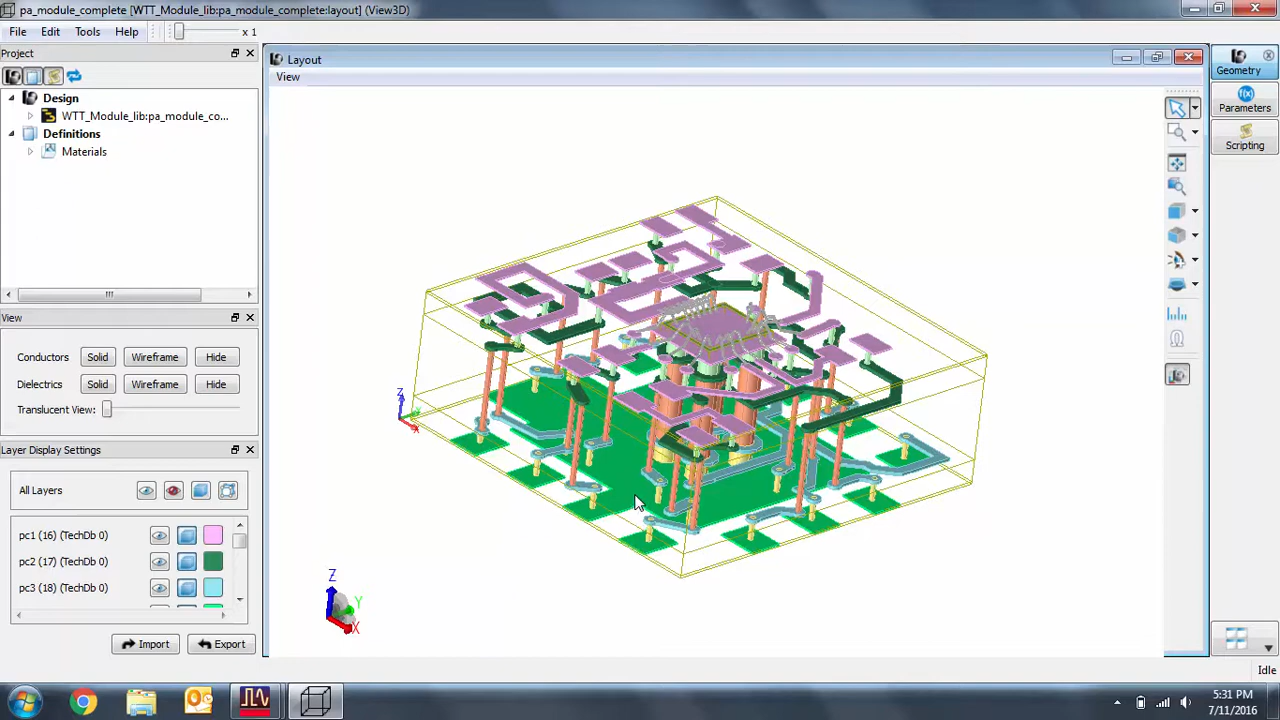 pa_module_complete [WTT_Module_lib:pa_module_complete:layout] (View3D)
File Edit Tools Help x 1
Project
Design
WTT_Module_lib:pa_module_co...
Definitions
Materials
View
Conductors Solid Wireframe Hide
Dielectrics Solid Wireframe Hide
Translucent View:
Layer Display Settings
All Layers
pc1 (16) (TechDb 0)
pc2 (17) (TechDb 0)
pc3 (18) (TechDb 0)
Import Export
Layout
View
Z
X
Z
Y
X
Geometry
f(x)
Parameters
Scripting
Idle
5:31 PM
7/11/2016